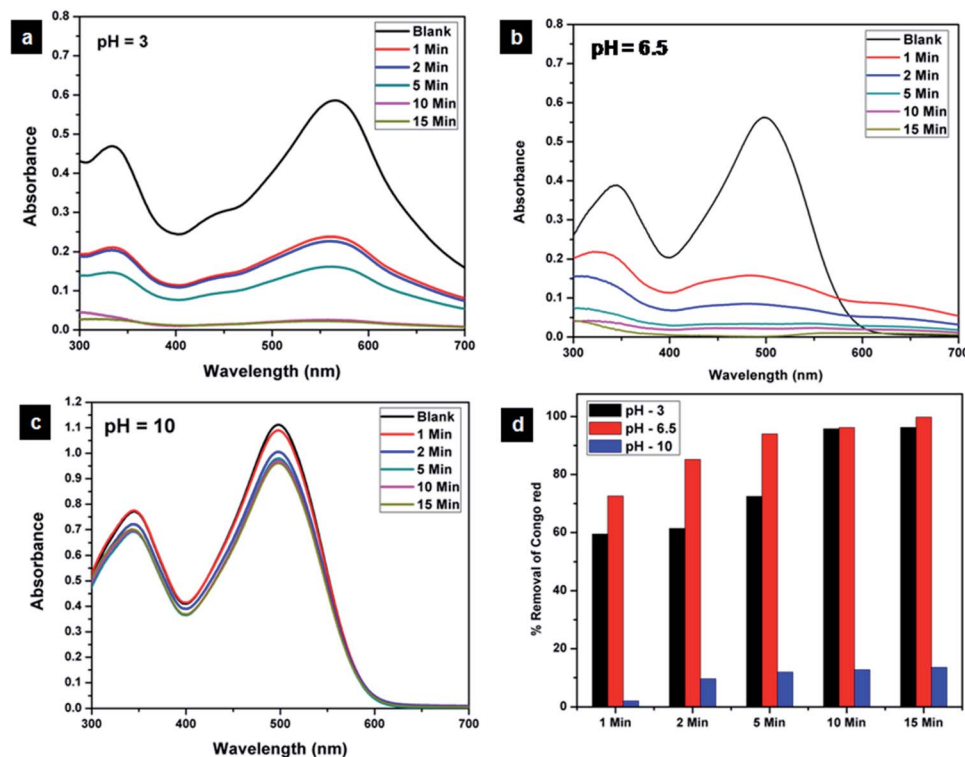 a
pH = 3
Blank
1 Min
2 Min
5 Min
10 Min
15 Min
Absorbance
0.8
0.7
0.6
0.5
0.4
0.3
0.2
0.1
0.0
300 400 500 600 700
Wavelength (nm)
b
pH = 6.5
Blank
1 Min
2 Min
5 Min
10 Min
15 Min
Absorbance
0.8
0.7
0.6
0.5
0.4
0.3
0.2
0.1
0.0
300 400 500 600 700
Wavelength (nm)
c
pH = 10
Blank
1 Min
2 Min
5 Min
10 Min
15 Min
Absorbance
1.2
1.1
1.0
0.9
0.8
0.7
0.6
0.5
0.4
0.3
0.2
0.1
0.0
300 400 500 600 700
Wavelength (nm)
d
pH - 3
pH - 6.5
pH - 10
% Removal of Congo red
100
80
60
40
20
0
1 Min 2 Min 5 Min 10 Min 15 Min